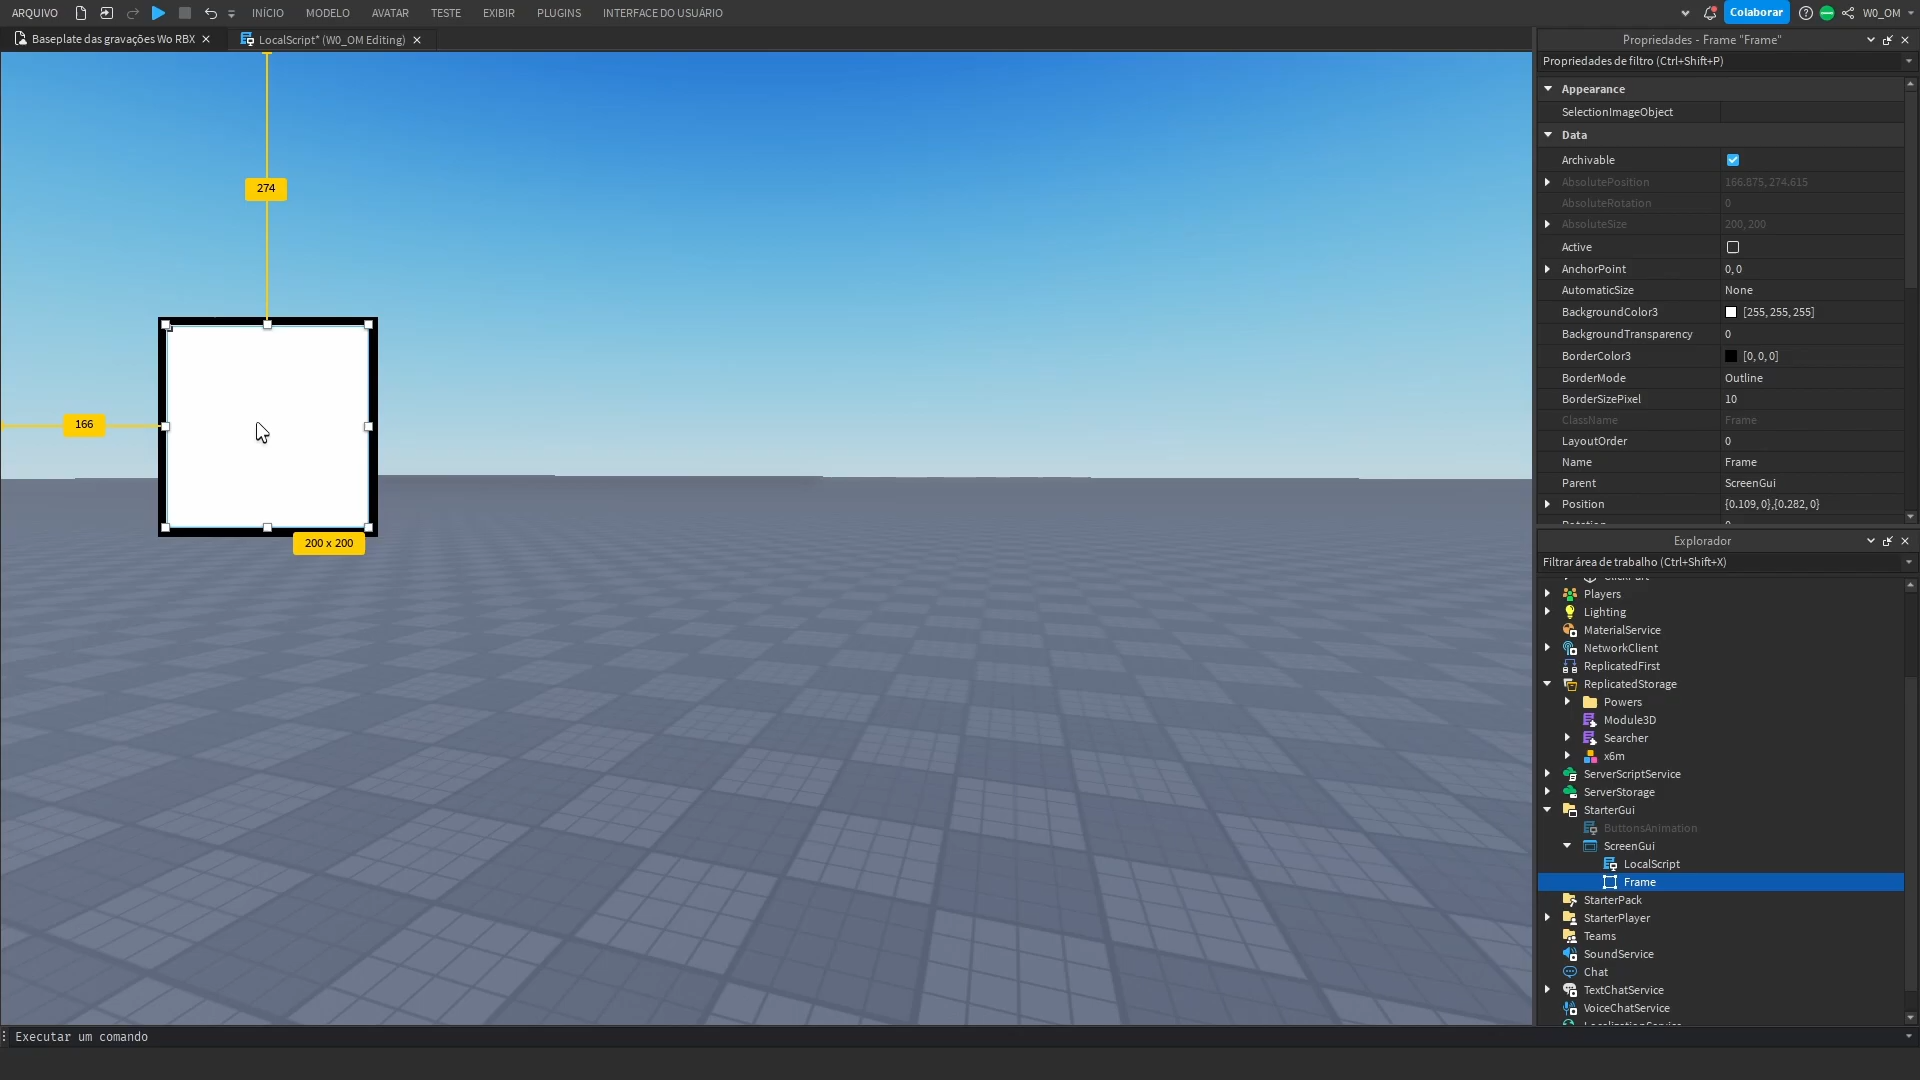 ARQUIVO
INÍCIO
MODELO
AVATAR
TESTE
EXIBIR
PLUGINS
INTERFACE DO USUÁRIO
Colaborar
W0_OM
Baseplate das gravações Wo RBX
LocalScript* (W0_OM Editing)
274
166
200 x 200
Propriedades - Frame "Frame"
Propriedades de filtro (Ctrl+Shift+P)
Appearance
SelectionImageObject
Data
Archivable
AbsolutePosition 166.875, 274.615
AbsoluteRotation 0
AbsoluteSize 200, 200
Active
AnchorPoint 0, 0
AutomaticSize None
BackgroundColor3 [255, 255, 255]
BackgroundTransparency 0
BorderColor3 [0, 0, 0]
BorderMode Outline
BorderSizePixel 10
ClassName Frame
LayoutOrder 0
Name Frame
Parent ScreenGui
Position {0.109, 0},{0.282, 0}
Explorador
Filtrar área de trabalho (Ctrl+Shift+X)
Players
Lighting
MaterialService
NetworkClient
ReplicatedFirst
ReplicatedStorage
Powers
Module3D
Searcher
x6m
ServerScriptService
ServerStorage
StarterGui
ButtonsAnimation
ScreenGui
LocalScript
Frame
StarterPack
StarterPlayer
Teams
SoundService
Chat
TextChatService
VoiceChatService
Executar um comando